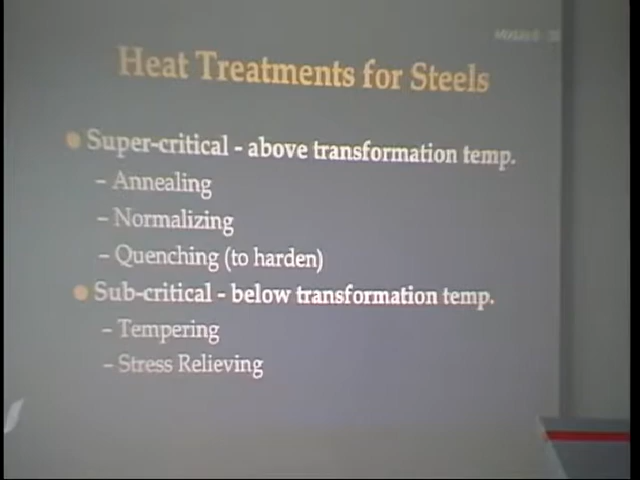 Heat Treatments for Steels
Super-critical - above transformation temp.
– Annealing
– Normalizing
– Quenching (to harden)
Sub-critical - below transformation temp.
– Tempering
– Stress Relieving